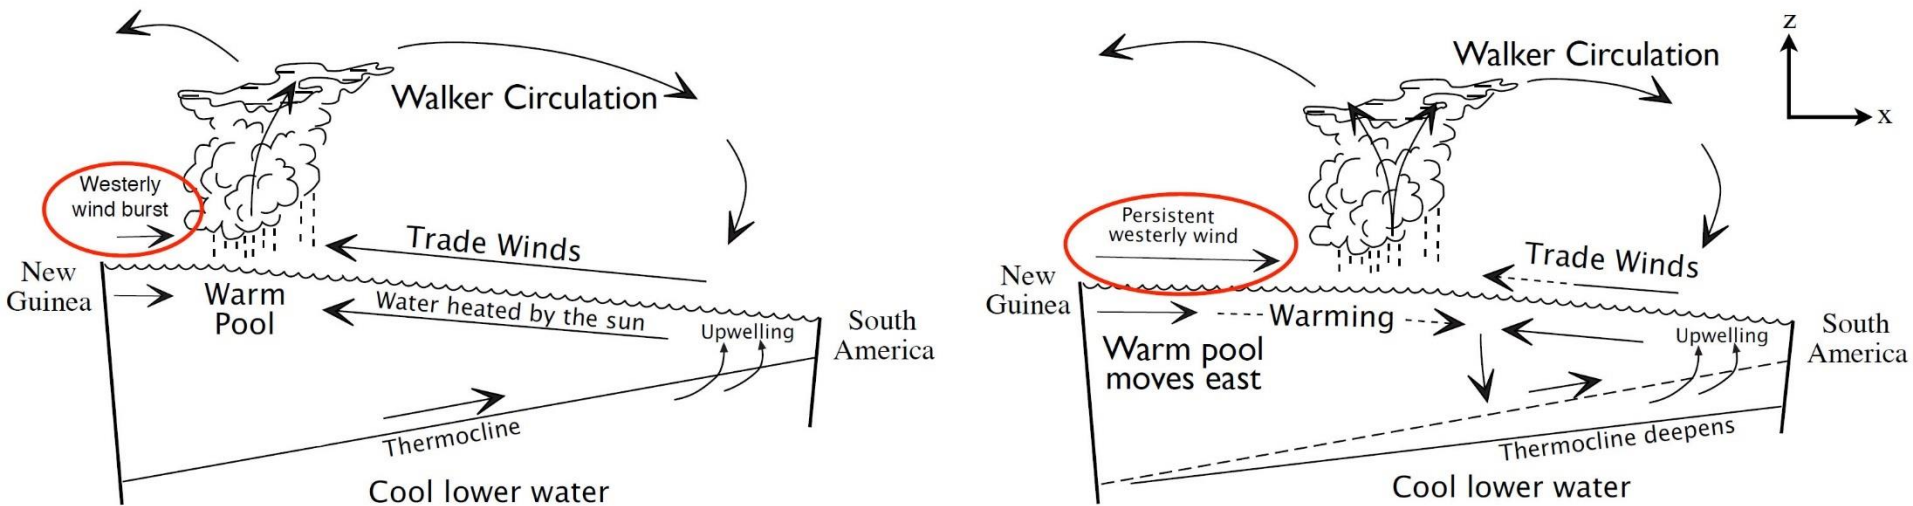 Walker Circulation
Westerly
wind burst
Trade Winds
New
Guinea
Warm
Pool
Water heated by the sun
Upwelling
South
America
Thermocline
Cool lower water
z
Walker Circulation
x
Persistent
westerly wind
Trade Winds
New
Guinea
Warming
Upwelling
South
America
Warm pool
moves east
Thermocline deepens
Cool lower water